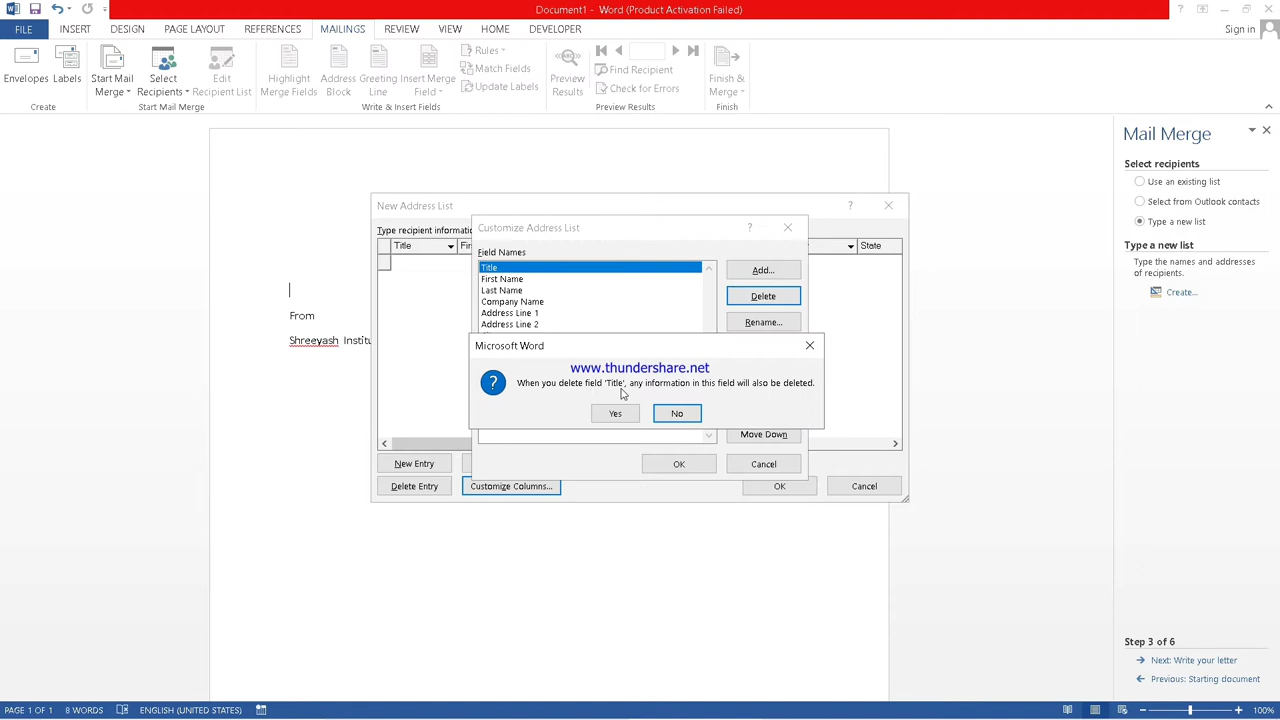 Document1 - Word (Product Activation Failed)
FILE INSERT DESIGN PAGE LAYOUT REFERENCES MAILINGS REVIEW VIEW HOME DEVELOPER Sign in
Envelopes Labels Start Mail Merge Select Recipients Edit Recipient List Highlight Merge Fields Address Block Greeting Line Insert Merge Field Rules Match Fields Update Labels Preview Results Find Recipient Check for Errors Finish & Merge
Create Start Mail Merge Write & Insert Fields Preview Results Finish
Mail Merge
Select recipients
Use an existing list
Select from Outlook contacts
Type a new list
Type a new list
Type the names and addresses
of recipients.
Create...
Step 3 of 6
Next: Write your letter
Previous: Starting document
From
Shreeyash
New Address List
Type recipient
Title State
New Entry
Delete Entry Customize Columns... OK Cancel
Customize Address List
Field Names
Title
First Name
Last Name
Company Name
Address Line 1
Address Line 2
Add...
Delete
Rename...
Move Down
OK Cancel
Microsoft Word
www.thundershare.net
When you delete field 'Title', any information in this field will also be deleted.
Yes No
PAGE 1 OF 1 8 WORDS ENGLISH (UNITED STATES) 100%